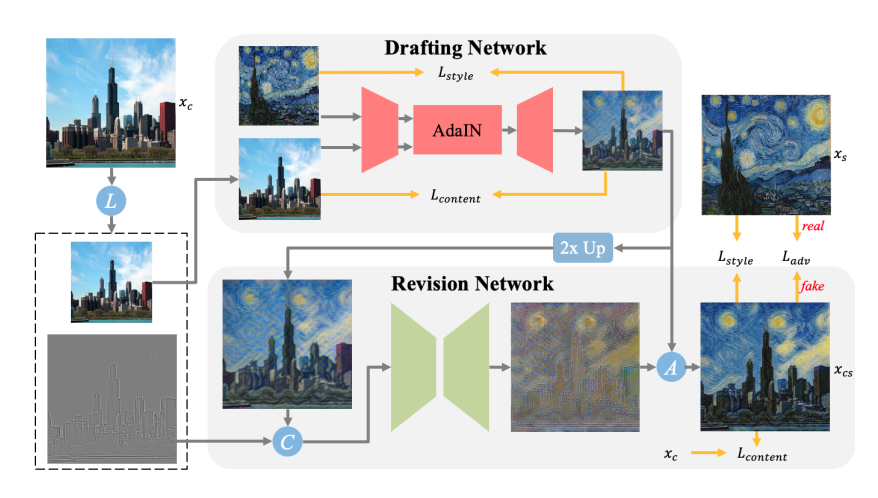 Drafting Network
x_c
L_style
AdaIN
L
L_content
x_s
2x Up
real
L_style
L_adv
Revision Network
fake
A
x_cs
C
x_c
L_content